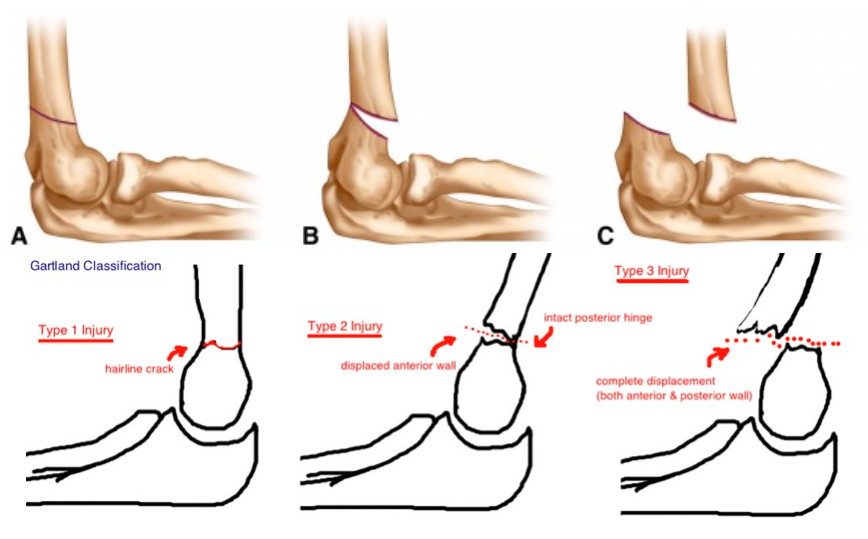 A
B
C
Gartland Classification
Type 1 Injury
hairline crack
Type 2 Injury
intact posterior hinge
displaced anterior wall
Type 3 Injury
complete displacement
(both anterior & posterior wall)